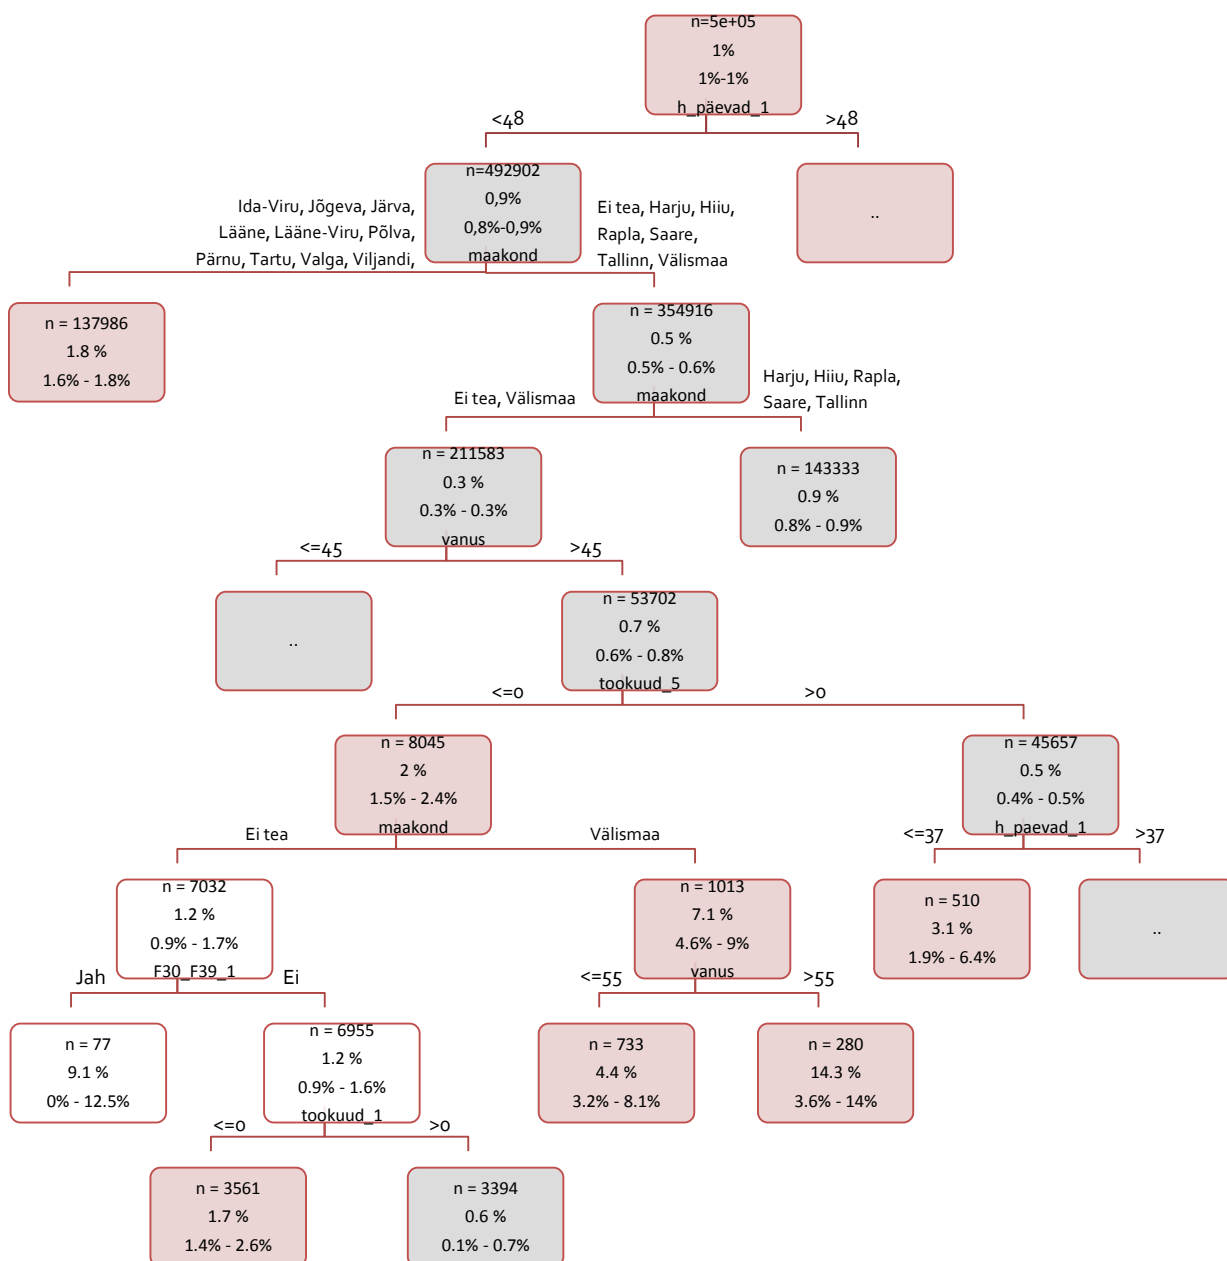 n=5e+05
1%
1%-1%
h_päevad_1
<48
>48
n=492902
0,9%
0,8%-0,9%
maakond
..
Ida-Viru, Jõgeva, Järva,
Lääne, Lääne-Viru, Põlva,
Pärnu, Tartu, Valga, Viljandi,
Ei tea, Harju, Hiiu,
Rapla, Saare,
Tallinn, Välismaa
n = 137986
1.8 %
1.6% - 1.8%
n = 354916
0.5 %
0.5% - 0.6%
maakond
Ei tea, Välismaa
Harju, Hiiu, Rapla,
Saare, Tallinn
n = 211583
0.3 %
0.3% - 0.3%
vanus
n = 143333
0.9 %
0.8% - 0.9%
<=45
>45
..
n = 53702
0.7 %
0.6% - 0.8%
tookuud_5
<=0
>0
n = 8045
2 %
1.5% - 2.4%
maakond
n = 45657
0.5 %
0.4% - 0.5%
h_paevad_1
Ei tea
Välismaa
<=37
>37
n = 7032
1.2 %
0.9% - 1.7%
F30_F39_1
n = 1013
7.1 %
4.6% - 9%
vanus
n = 510
3.1 %
1.9% - 6.4%
..
Jah
Ei
<=55
>55
n = 77
9.1 %
0% - 12.5%
n = 6955
1.2 %
0.9% - 1.6%
tookuud_1
n = 733
4.4 %
3.2% - 8.1%
n = 280
14.3 %
3.6% - 14%
<=0
>0
n = 3561
1.7 %
1.4% - 2.6%
n = 3394
0.6 %
0.1% - 0.7%